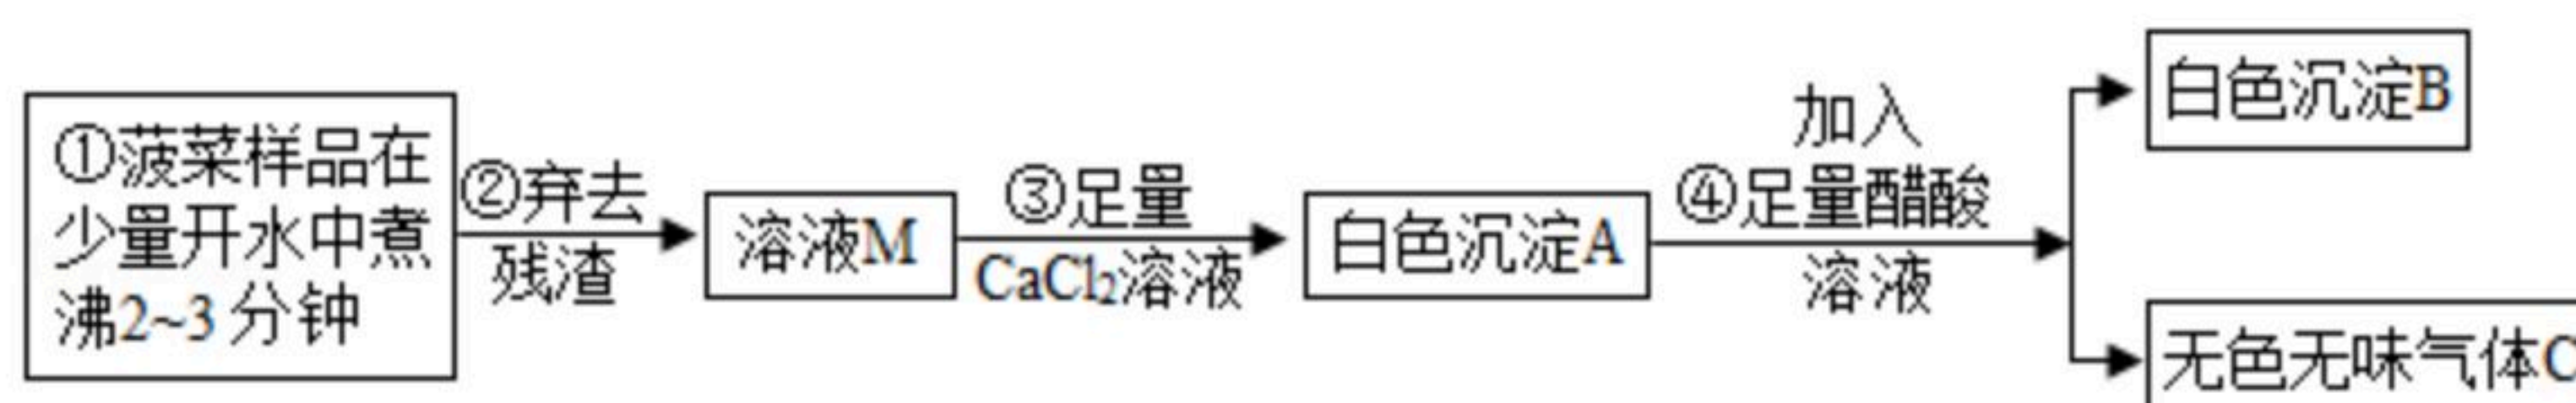 ①菠菜样品在
少量开水中煮
沸2~3分钟
②弃去
残渣
溶液M
③足量
CaCl₂溶液
白色沉淀A
加入
④足量醋酸
溶液
白色沉淀B
无色无味气体C